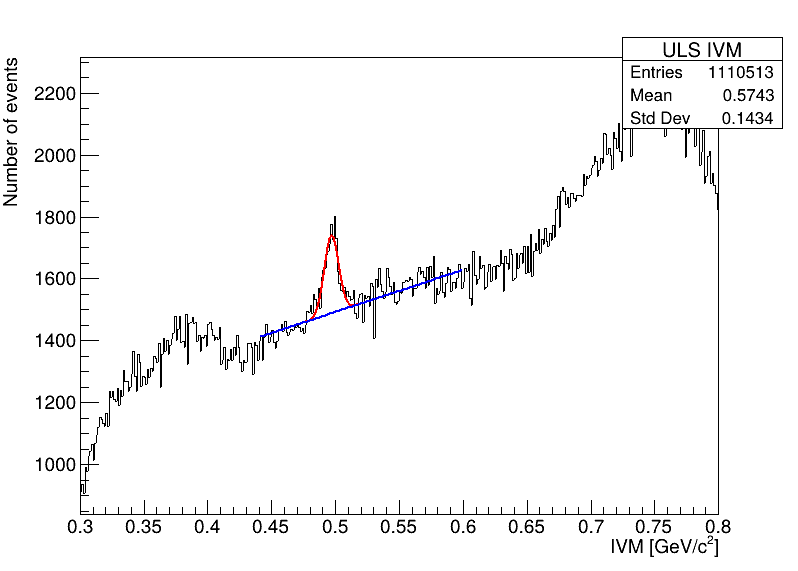 ULS IVM
Entries 1110513
Mean 0.5743
Std Dev 0.1434
Number of events
2200
2000
1800
1600
1400
1200
1000
0.3 0.35 0.4 0.45 0.5 0.55 0.6 0.65 0.7 0.75 0.8
IVM [GeV/c²]